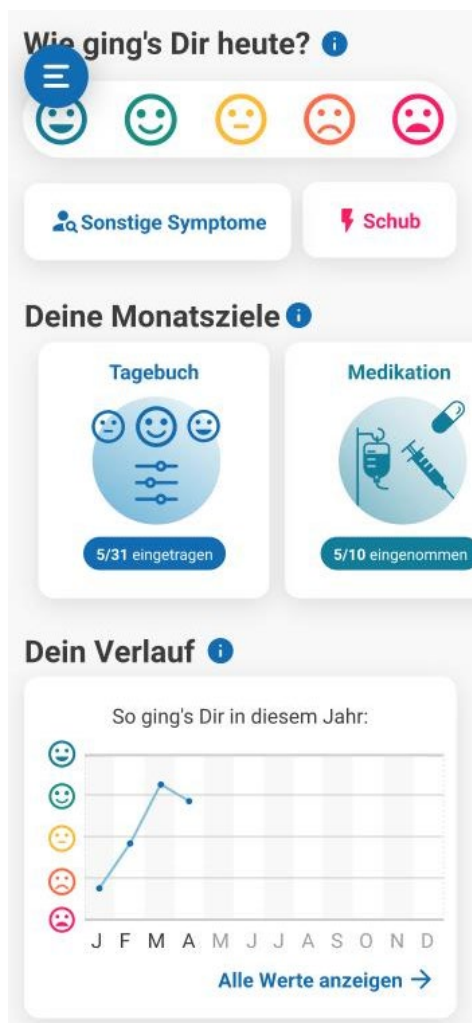 Wie ging's Dir heute?
Sonstige Symptome
Schub
Deine Monatsziele
Tagebuch
Medikation
5/31 eingetragen
5/10 eingenommen
Dein Verlauf
So ging's Dir in diesem Jahr:
J F M A M J J A S O N D
Alle Werte anzeigen